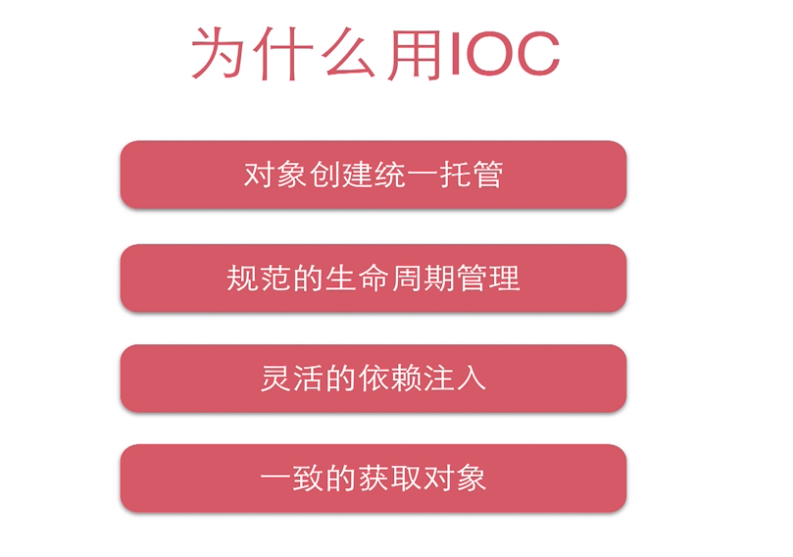 为什么用IOC
对象创建统一托管
规范的生命周期管理
灵活的依赖注入
一致的获取对象